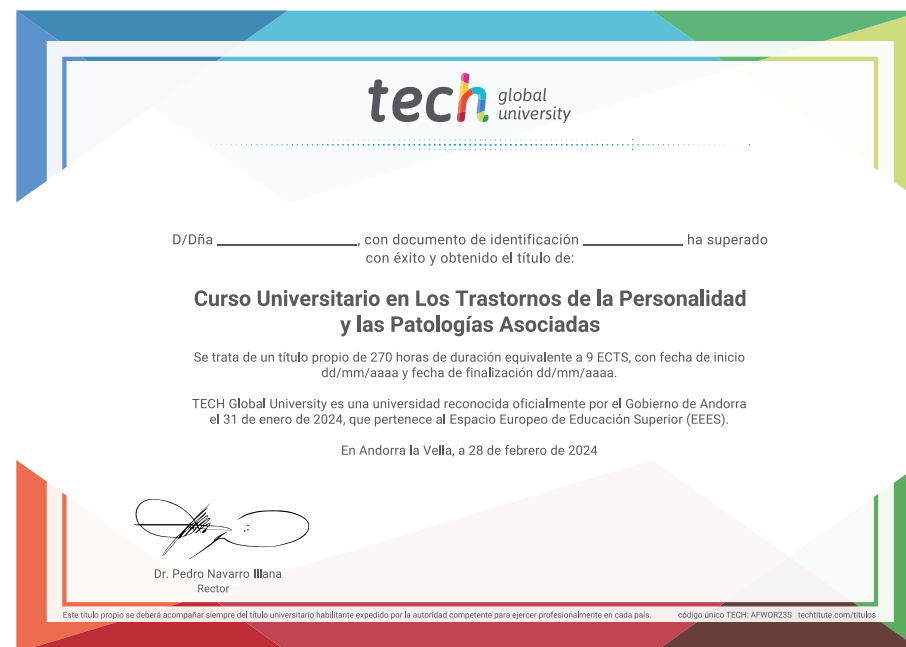 tech global university
D/Dña ____________________, con documento de identificación ______________ ha superado
con éxito y obtenido el título de:
Curso Universitario en Los Trastornos de la Personalidad
y las Patologías Asociadas
Se trata de un título propio de 270 horas de duración equivalente a 9 ECTS, con fecha de inicio
dd/mm/aaaa y fecha de finalización dd/mm/aaaa.
TECH Global University es una universidad reconocida oficialmente por el Gobierno de Andorra
el 31 de enero de 2024, que pertenece al Espacio Europeo de Educación Superior (EEES).
En Andorra la Vella, a 28 de febrero de 2024
Dr. Pedro Navarro Illana
Rector
Este título propio se deberá acompañar siempre del título universitario habilitante expedido por la autoridad competente para ejercer profesionalmente en cada país. código único TECH: AFWOR23S techtitute.com/titulos